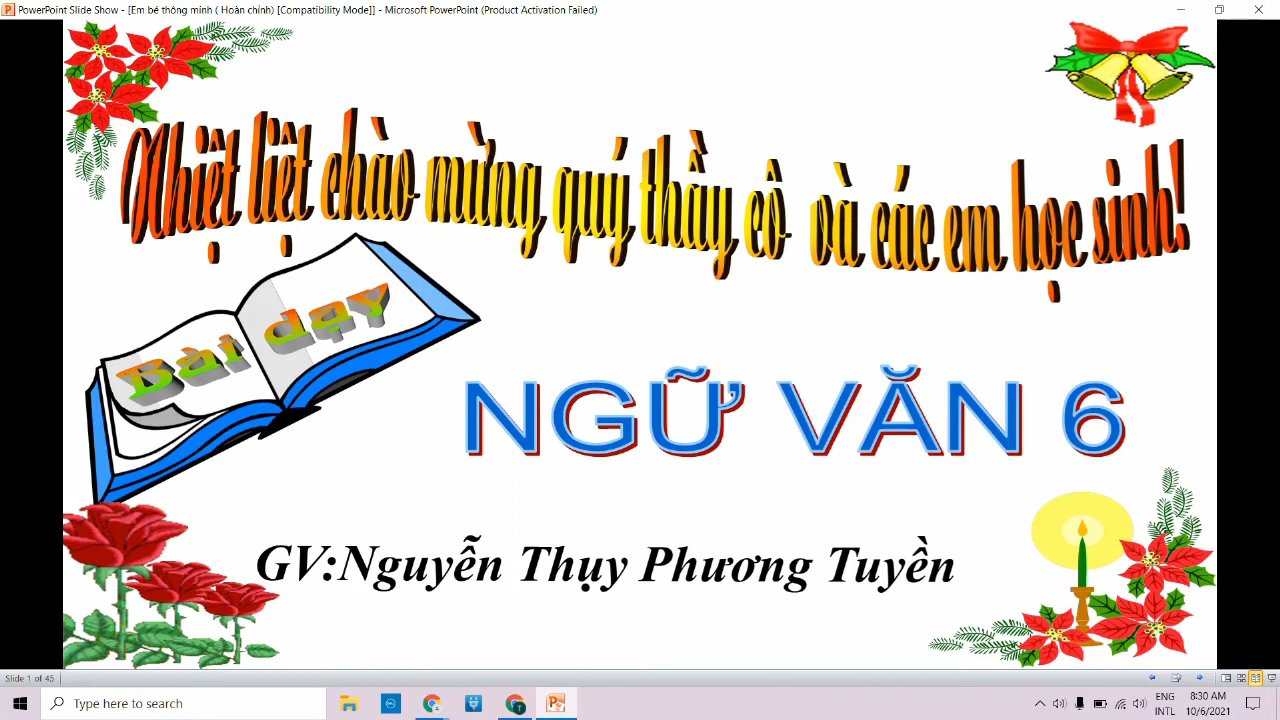 PowerPoint Slide Show - [Em bé thông minh ( Hoàn chỉnh) [Compatibility Mode]] - Microsoft PowerPoint (Product Activation Failed)
Nhiệt liệt chào mừng quý thầy cô và các em học sinh!
Bài dạy
NGỮ VĂN 6
GV:Nguyễn Thụy Phương Tuyền
Slide 1 of 45
Type here to search
ENG
INTL
8:30 AM
10/6/2021